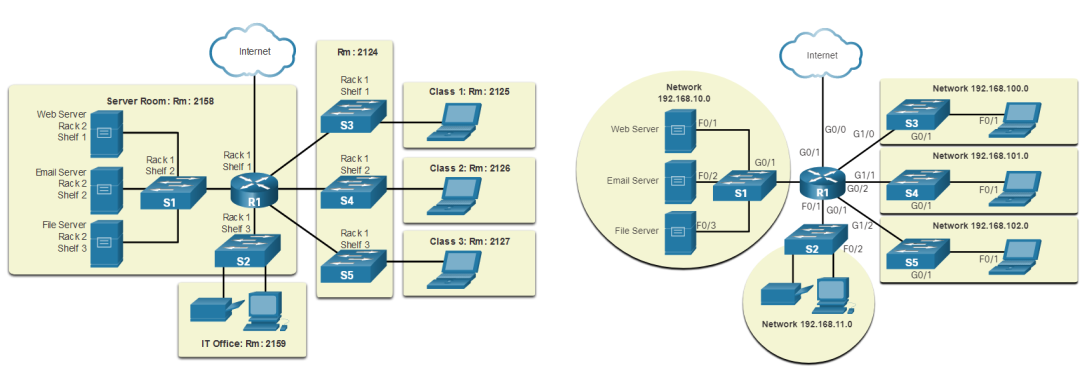 Internet
Rm: 2124
Rack 1
Shelf 1
S3
Class 1: Rm: 2125
Server Room: Rm: 2158
Web Server
Rack 2
Shelf 1
Email Server
Rack 2
Shelf 2
File Server
Rack 2
Shelf 3
Rack 1
Shelf 2
S1
Rack 1
Shelf 1
R1
Rack 1
Shelf 2
S4
Class 2: Rm: 2126
Rack 1
Shelf 3
S2
Rack 1
Shelf 3
S5
Class 3: Rm: 2127
IT Office: Rm: 2159
Internet
Network
192.168.10.0
Web Server
F0/1
Email Server
F0/2
File Server
F0/3
G0/1
S1
G0/0
G0/1
G1/0
R1
G1/1
G0/2
F0/1
G0/1
G1/2
S2
F0/2
Network 192.168.11.0
Network 192.168.100.0
S3
G0/1
F0/1
Network 192.168.101.0
S4
G0/1
F0/1
Network 192.168.102.0
S5
G0/1
F0/1